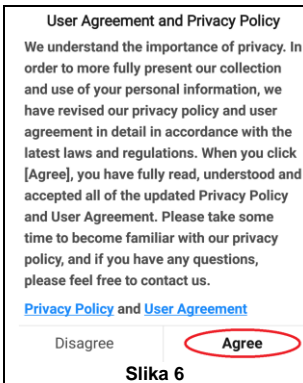 User Agreement and Privacy Policy
We understand the importance of privacy. In
order to more fully present our collection
and use of your personal information, we
have revised our privacy policy and user
agreement in detail in accordance with the
latest laws and regulations. When you click
[Agree], you have fully read, understood and
accepted all of the updated Privacy Policy
and User Agreement. Please take some
time to become familiar with our privacy
policy, and if you have any questions,
please feel free to contact us.
Privacy Policy and User Agreement
Disagree Agree
Slika 6